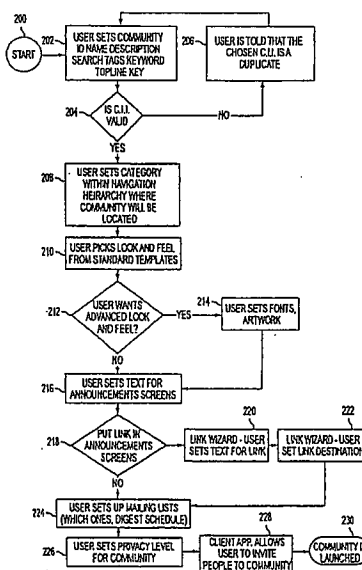 200
START
202
USER SETS COMMUNITY
ID NAME DESCRIPTION
SEARCH TAGS KEYWORD
TOPLINE KEY
206
USER IS TOLD THAT THE
CHOSEN C.U. IS A
DUPLICATE
204
IS C.I.I.
VALID
NO
YES
208
USER SETS CATEGORY
WITHIN NAVIGATION
HEIRARCHY WHERE
COMMUNITY WILL BE
LOCATED
210
USER PICKS LOOK AND FEEL
FROM STANDARD TEMPLATES
212
USER WANTS
ADVANCED LOOK
AND FEEL?
YES
214
USER SETS FONTS,
ARTWORK
NO
216
USER SETS TEXT FOR
ANNOUNCEMENTS SCREENS
218
PUT LINK IN
ANNOUNCEMENTS
SCREENS
220
LINK WIZARD - USER
SETS TEXT FOR LINK
222
LINK WIZARD - USER
SET LINK DESTINATION
NO
224
USER SETS UP MAILING LISTS
(WHICH ONES, DIGEST SCHEDULE)
226
USER SETS PRIVACY LEVEL
FOR COMMUNITY
228
CLIENT APP. ALLOWS
USER TO INVITE
PEOPLE TO COMMUNITY
230
COMMUNITY
LAUNCHED